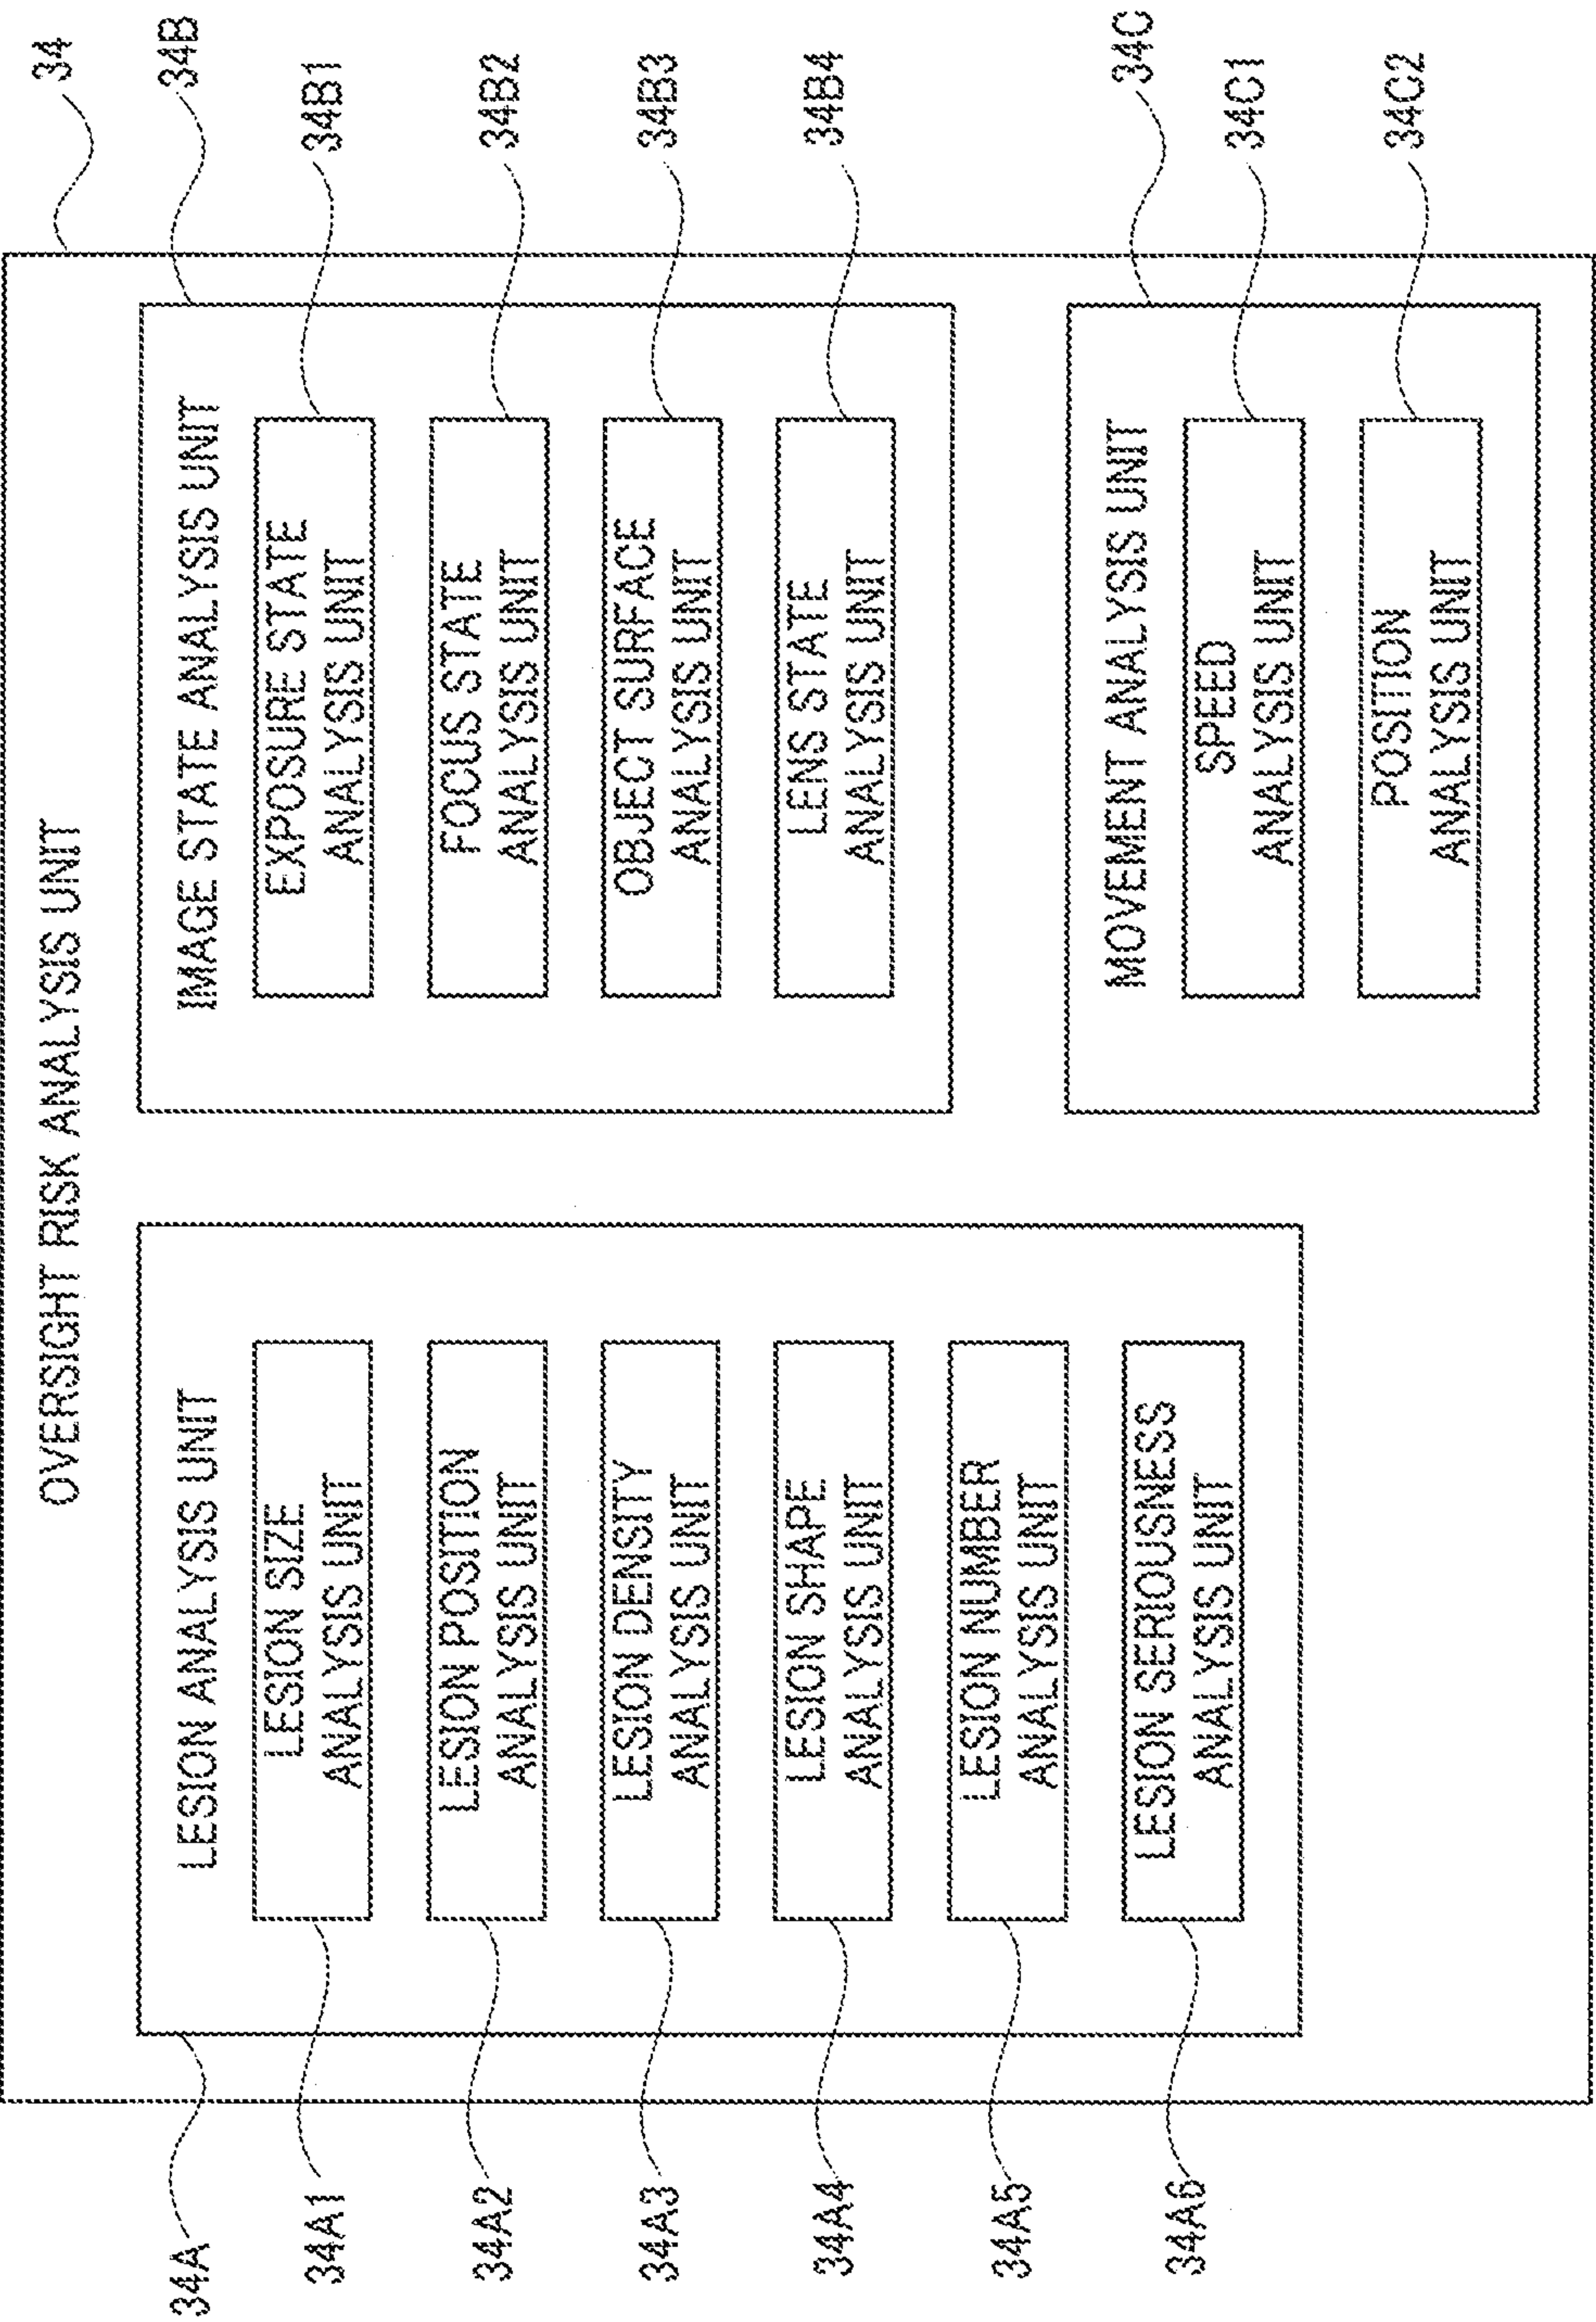 OVERSIGHT RISK ANALYSIS UNIT
34
34A
LESION ANALYSIS UNIT
34A1
LESION SIZE
ANALYSIS UNIT
34A2
LESION POSITION
ANALYSIS UNIT
34A3
LESION DENSITY
ANALYSIS UNIT
34A4
LESION SHAPE
ANALYSIS UNIT
34A5
LESION NUMBER
ANALYSIS UNIT
34A6
LESION SERIOUSNESS
ANALYSIS UNIT
IMAGE STATE ANALYSIS UNIT
34B
EXPOSURE STATE
ANALYSIS UNIT
34B1
FOCUS STATE
ANALYSIS UNIT
34B2
OBJECT SURFACE
ANALYSIS UNIT
34B3
LENS STATE
ANALYSIS UNIT
34B4
MOVEMENT ANALYSIS UNIT
34C
SPEED
ANALYSIS UNIT
34C1
POSITION
ANALYSIS UNIT
34C2